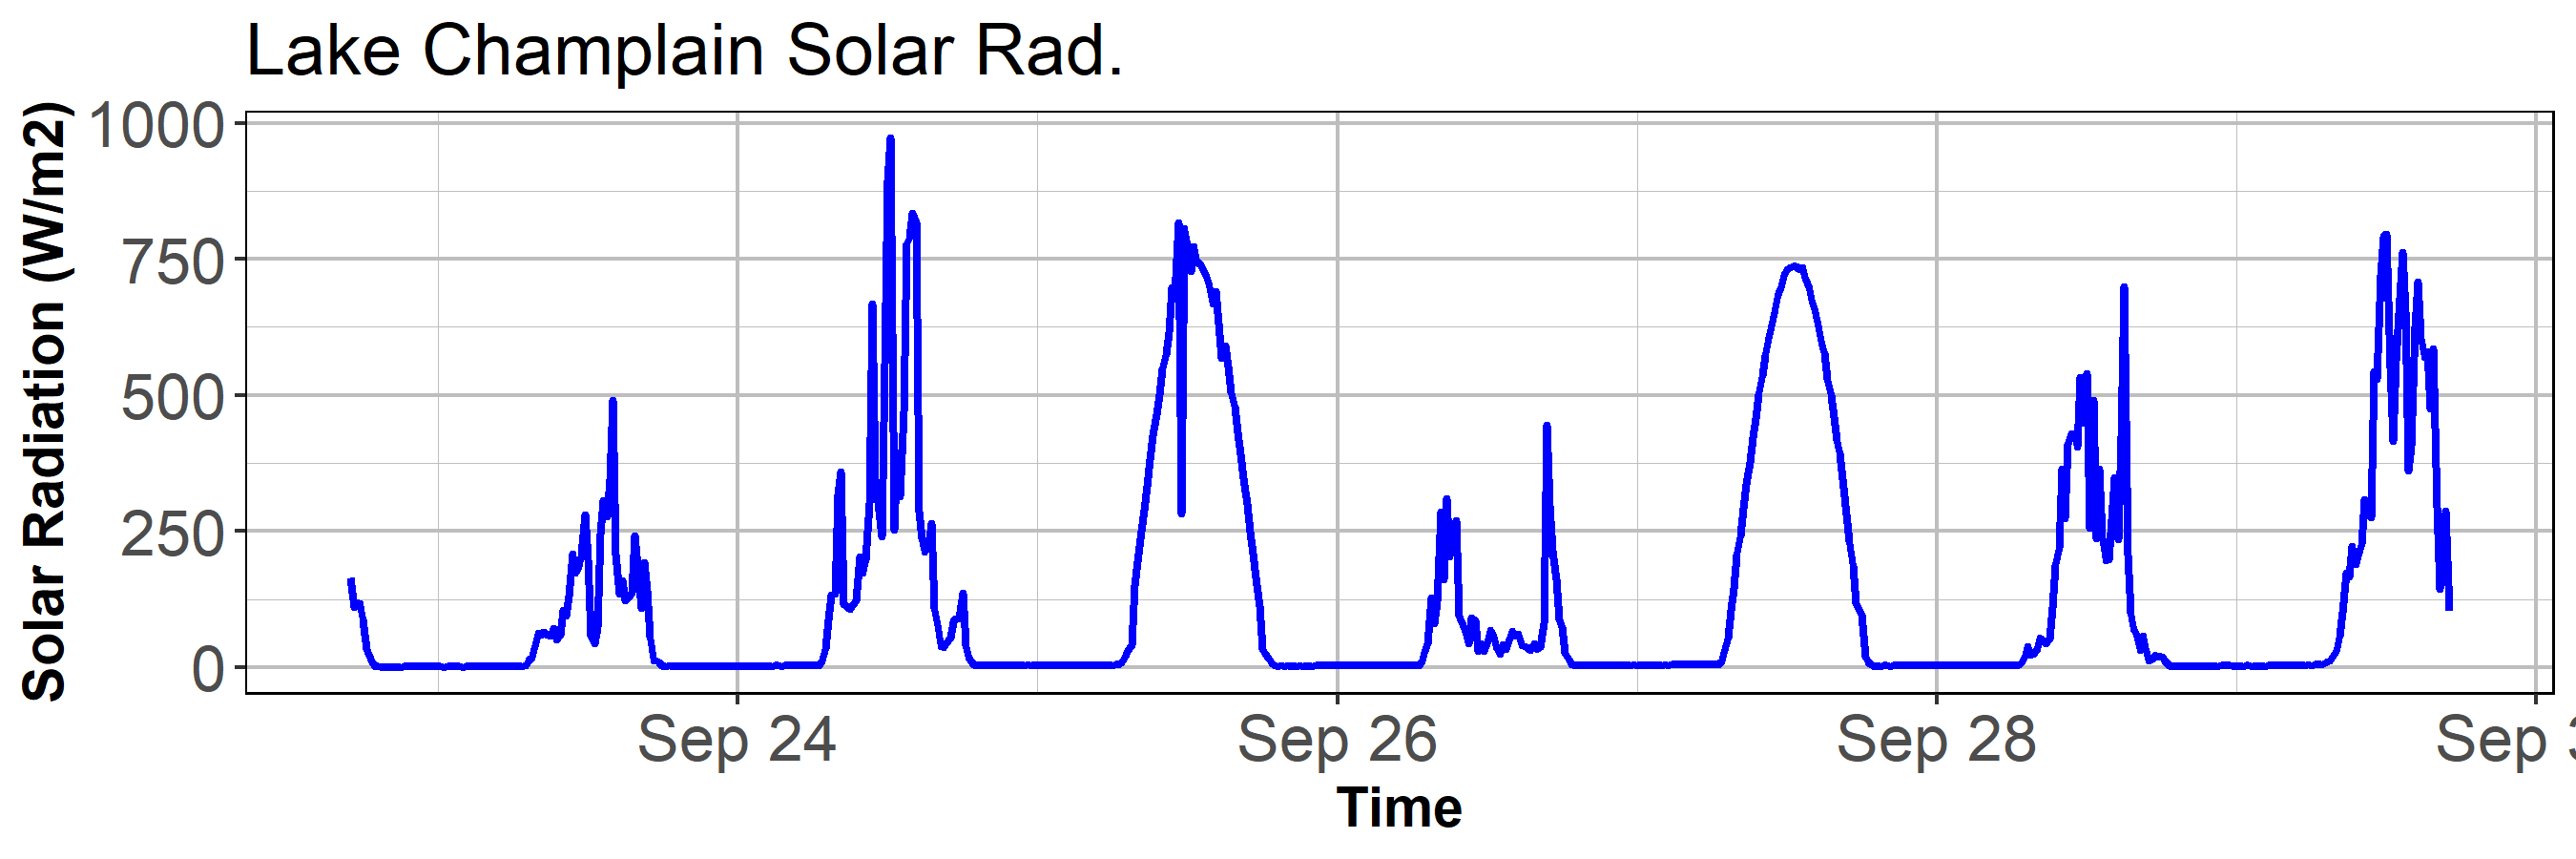 Lake Champlain Solar Rad.
Solar Radiation (W/m2)
1000
750
500
250
0
Sep 24 Sep 26 Sep 28 Sep
Time